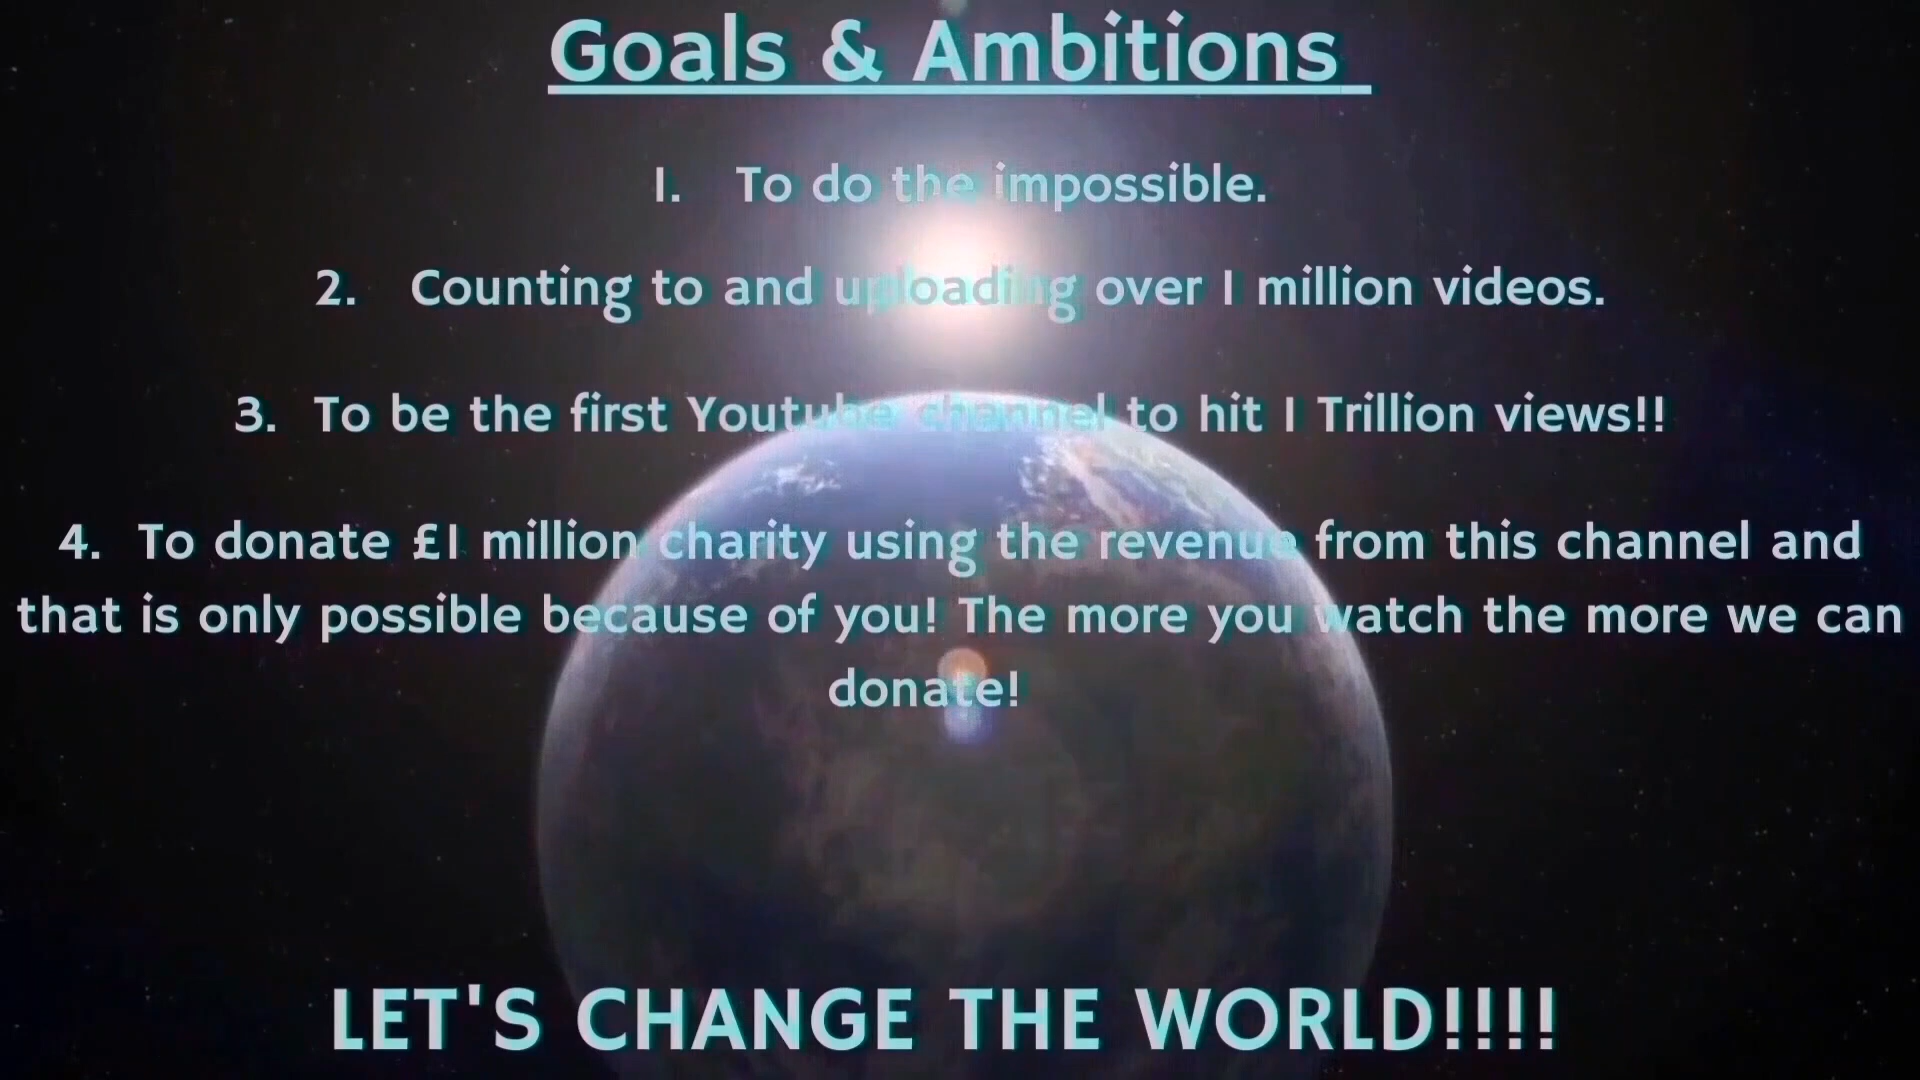 Goals & Ambitions
1. To do the impossible.
2. Counting to and uploading over 1 million videos.
3. To be the first Youtube channel to hit 1 Trillion views!!
4. To donate £1 million charity using the revenue from this channel and
that is only possible because of you! The more you watch the more we can
donate!
LET'S CHANGE THE WORLD!!!!